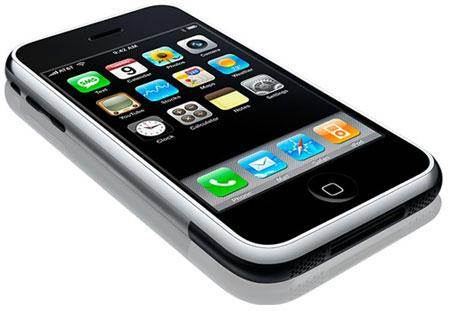 AT&T 9:42 AM
Text Calendar Photos Camera
9
YouTube Stocks Maps Weather
Clock Calculator Notes Settings
Phone Mail Safari iPod